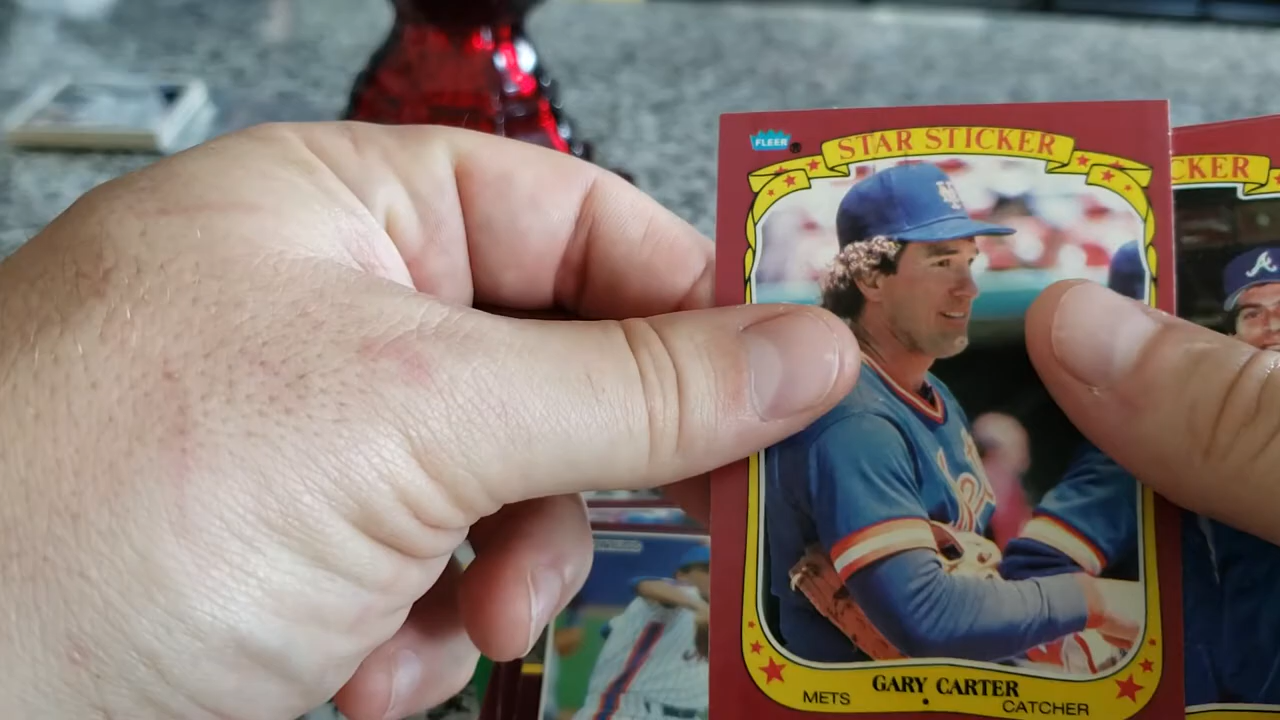 FLEER
STAR STICKER
CKER
A
GARY CARTER
METS • CATCHER